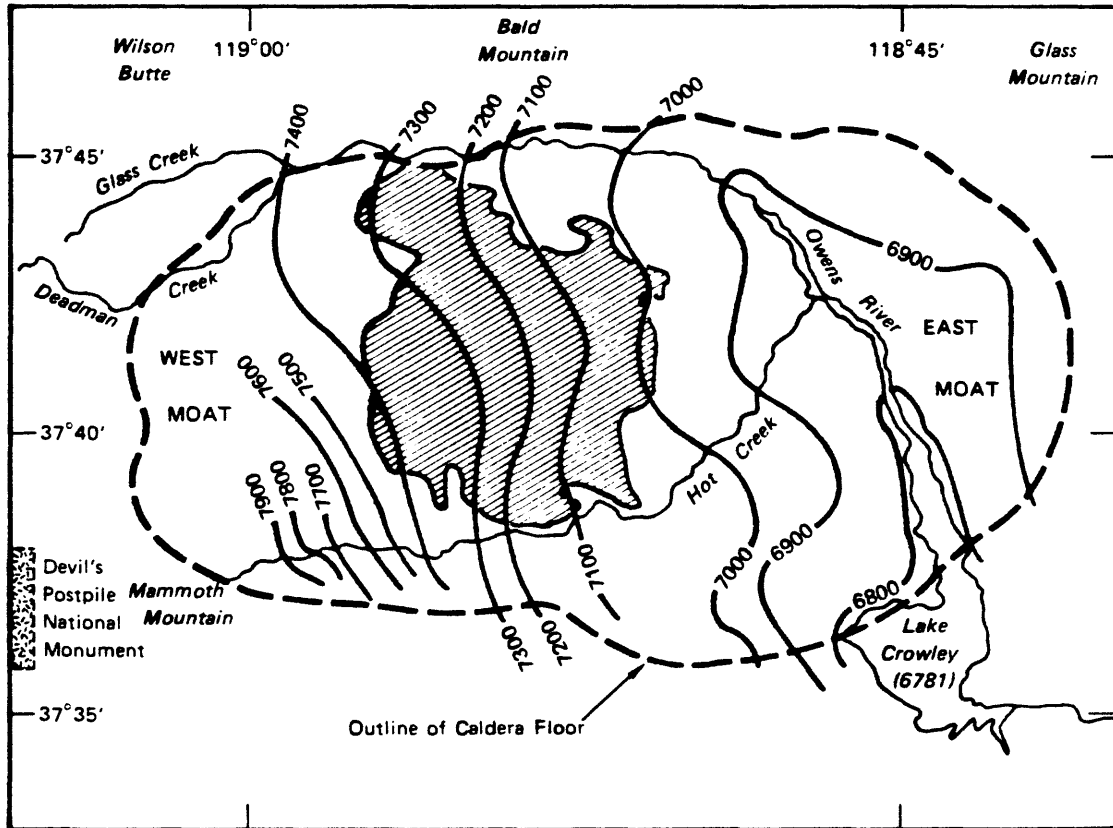 Wilson
Butte
119°00'
Bald
Mountain
118°45'
Glass
Mountain
7400
7300
7200
7100
7000
37°45'
Glass Creek
Deadman
Creek
Owens
River
6900
EAST
MOAT
WEST
MOAT
7600
7500
37°40'
Hot Creek
7900
7800
7700
7000
6900
7100
6800
Devil's
Postpile
National
Monument
Mammoth
Mountain
7300
7200
Lake
Crowley
(6781)
37°35'
Outline of Caldera Floor